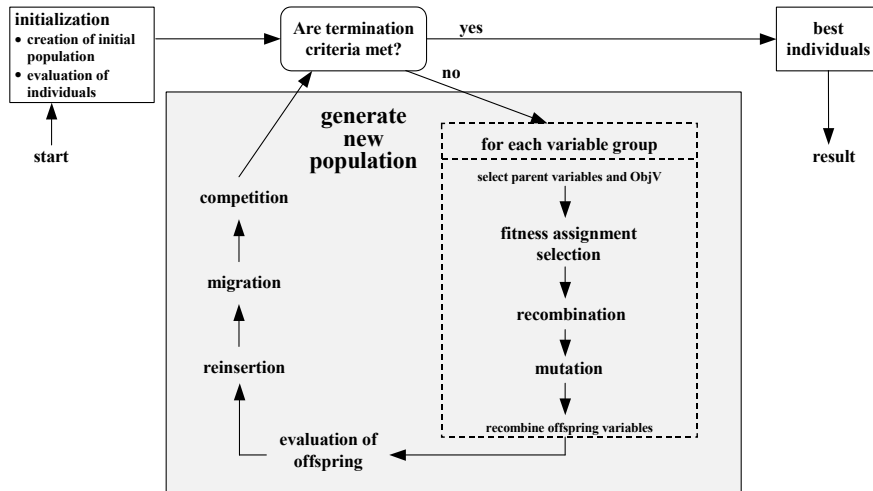 initialization
• creation of initial
population
• evaluation of
individuals
start
Are termination
criteria met?
yes
no
best
individuals
result
generate
new
population
for each variable group
select parent variables and ObjV
fitness assignment
selection
recombination
mutation
recombine offspring variables
evaluation of
offspring
reinsertion
migration
competition